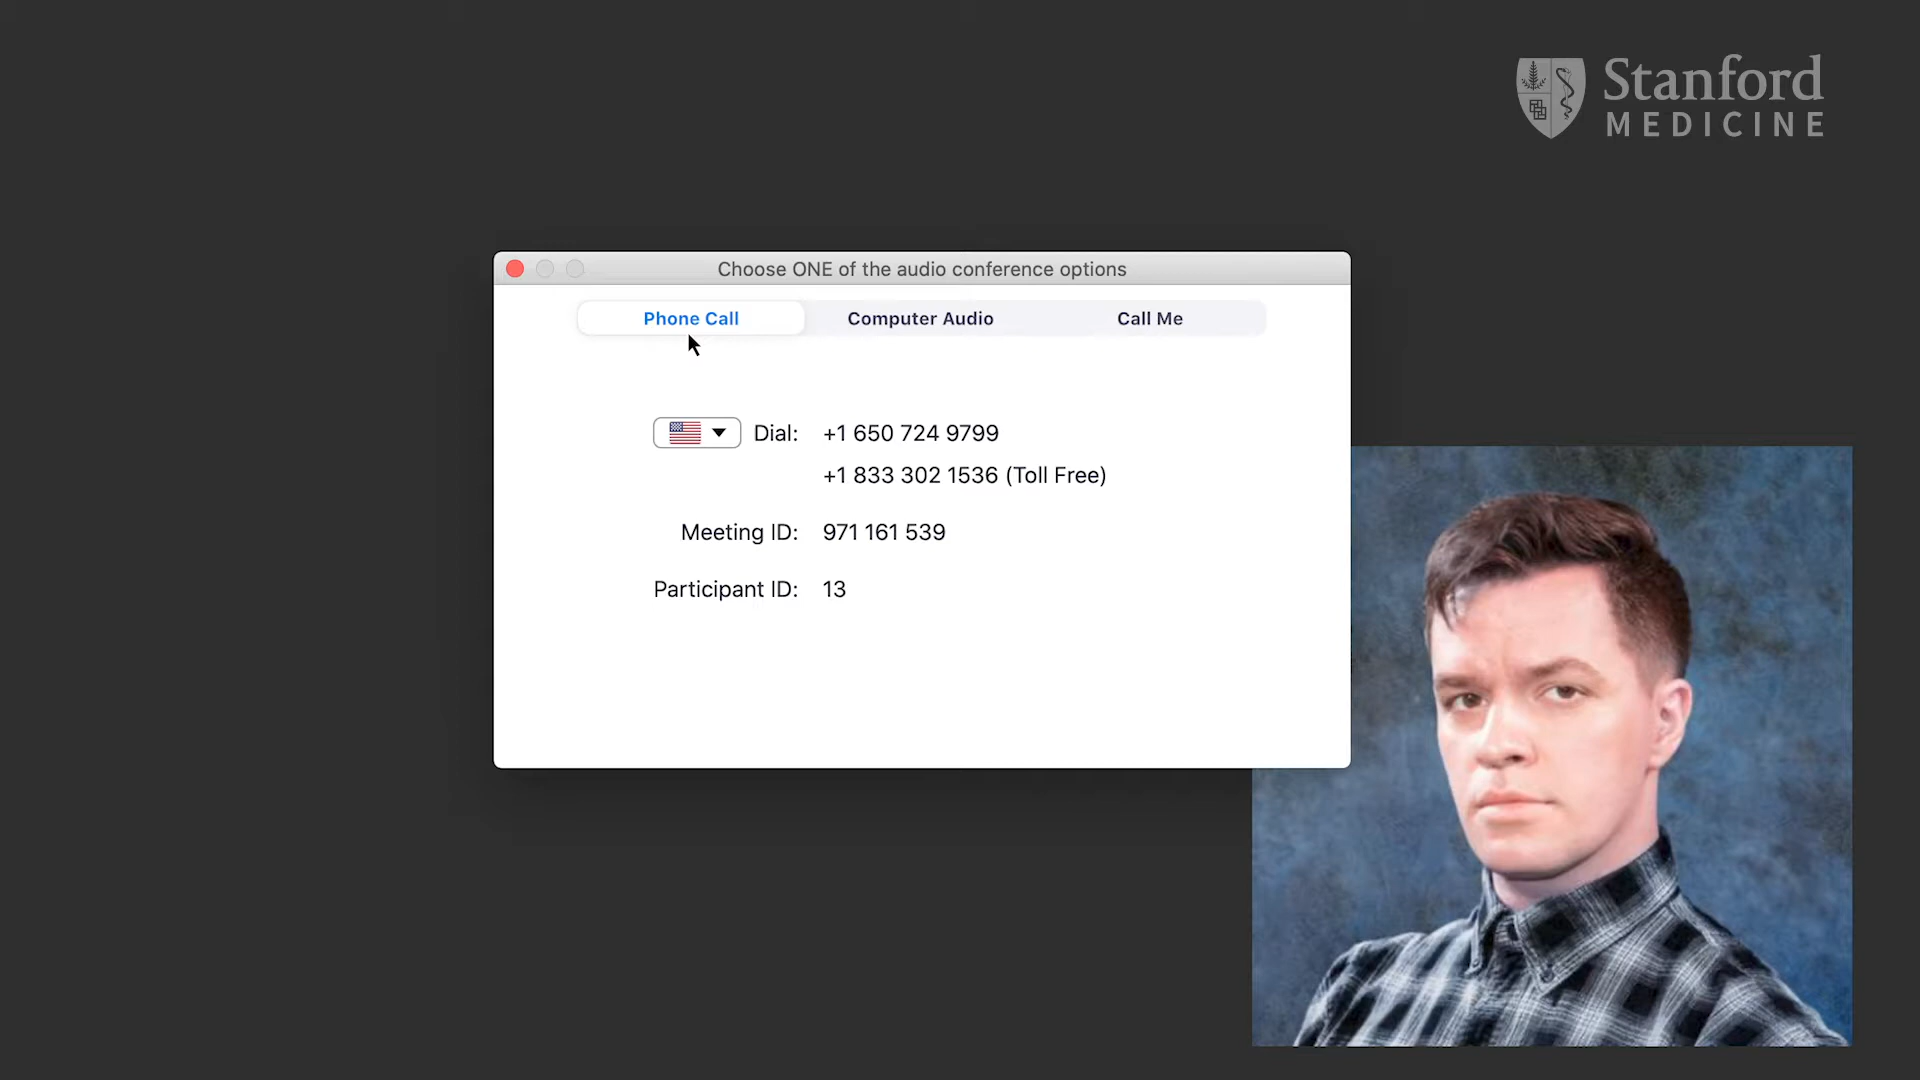 Stanford
MEDICINE
Choose ONE of the audio conference options
Phone Call
Computer Audio
Call Me
Dial: +1 650 724 9799
+1 833 302 1536 (Toll Free)
Meeting ID: 971 161 539
Participant ID: 13